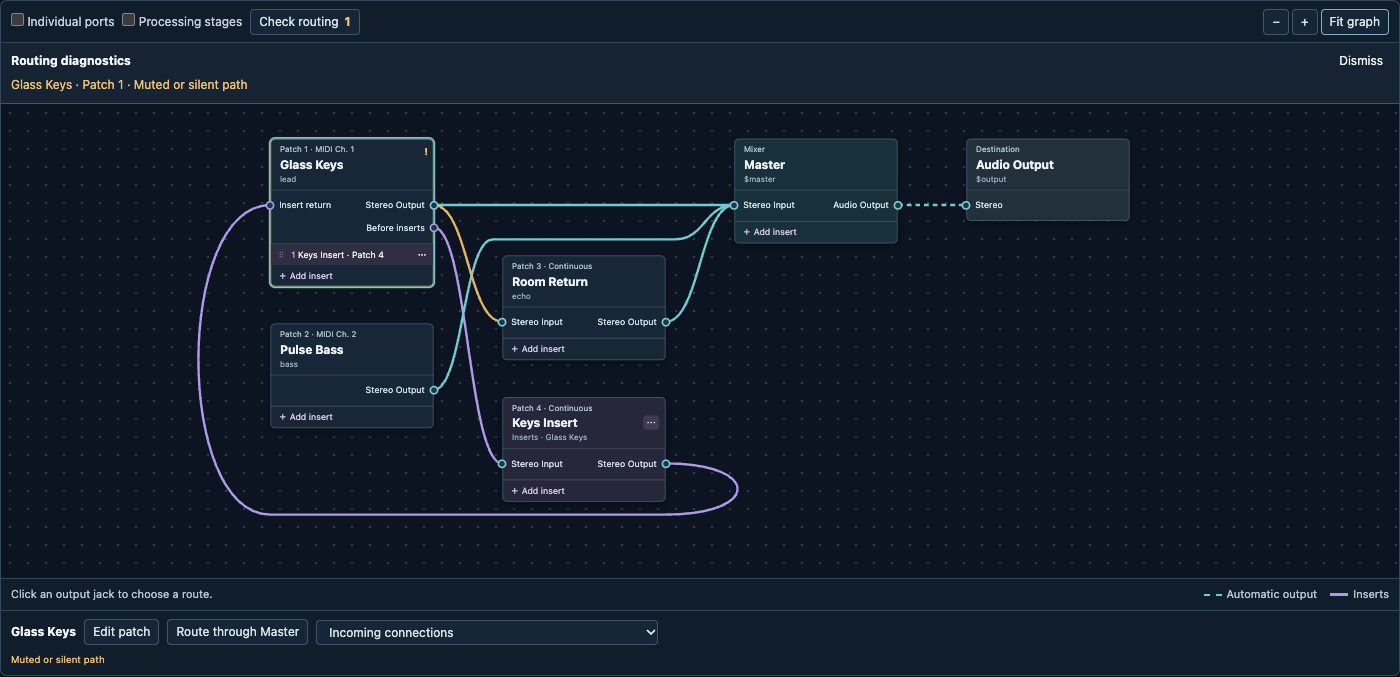 Individual ports Processing stages Check routing 1 − + Fit graph
Routing diagnostics Dismiss
Glass Keys · Patch 1 · Muted or silent path
Patch 1 · MIDI Ch. 1 !
Glass Keys
lead
Insert return Stereo Output
Before inserts
1 Keys Insert · Patch 4 ···
+ Add insert
Mixer
Master
$master
Stereo Input Audio Output
+ Add insert
Destination
Audio Output
$output
Stereo
Patch 3 · Continuous
Room Return
echo
Stereo Input Stereo Output
+ Add insert
Patch 2 · MIDI Ch. 2
Pulse Bass
bass
Stereo Output
+ Add insert
Patch 4 · Continuous
Keys Insert ···
Inserts · Glass Keys
Stereo Input Stereo Output
+ Add insert
Click an output jack to choose a route. Automatic output Inserts
Glass Keys Edit patch Route through Master Incoming connections
Muted or silent path